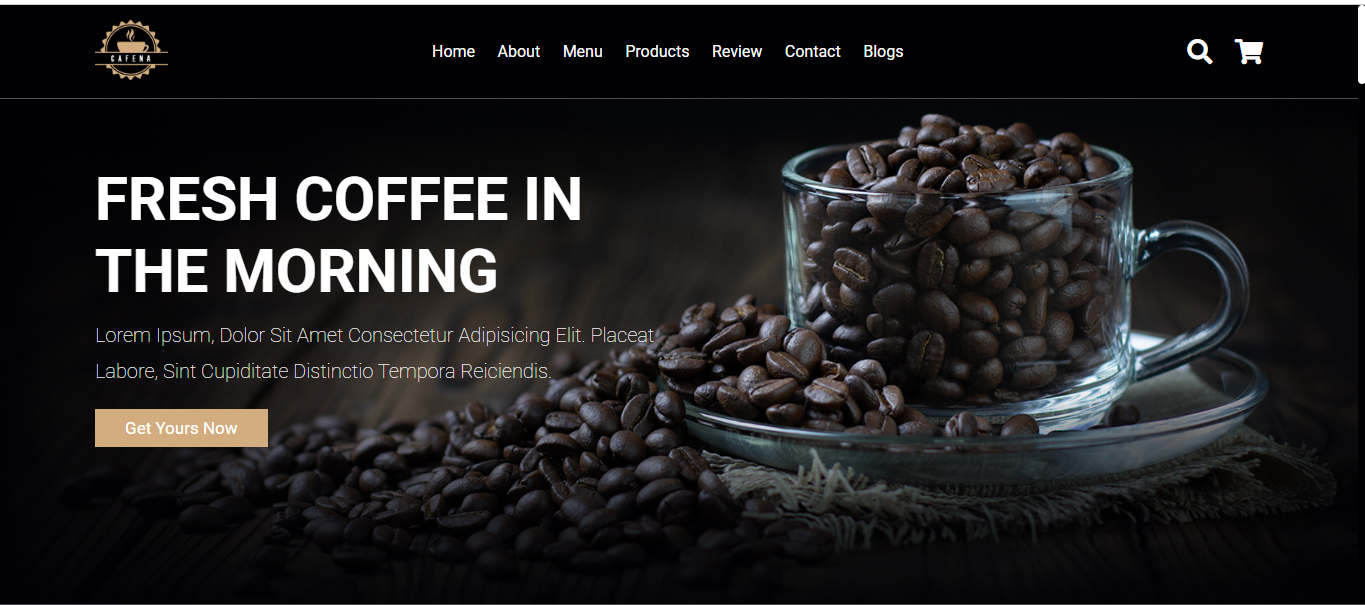 CAFENA
Home About Menu Products Review Contact Blogs
FRESH COFFEE IN
THE MORNING
Lorem Ipsum, Dolor Sit Amet Consectetur Adipisicing Elit. Placeat
Labore, Sint Cupiditate Distinctio Tempora Reiciendis.
Get Yours Now